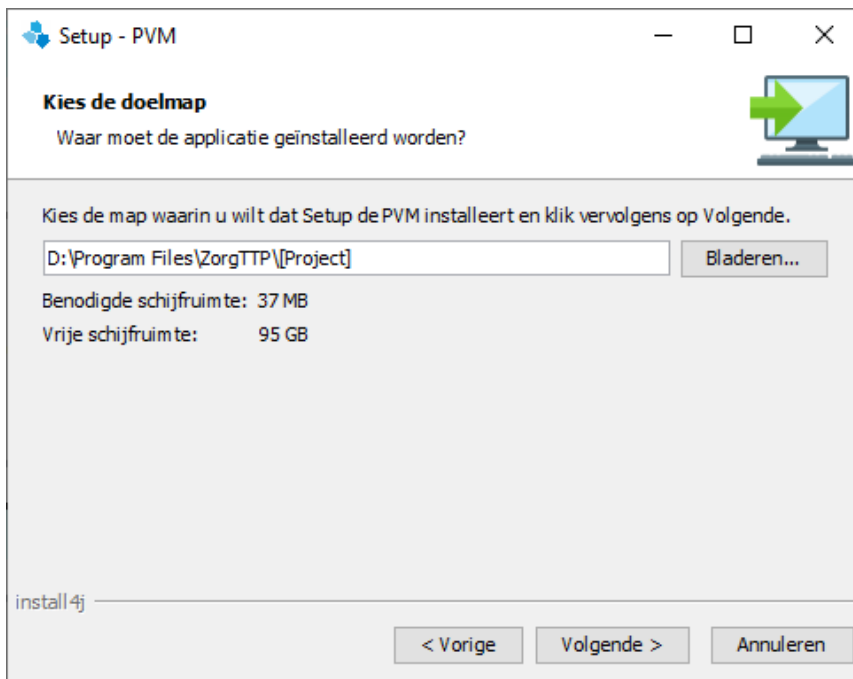 Setup - PVM
Kies de doelmap
Waar moet de applicatie geïnstalleerd worden?
Kies de map waarin u wilt dat Setup de PVM installeert en klik vervolgens op Volgende.
D:\Program Files\ZorgTTP\[Project]
Bladeren...
Benodigde schijfruimte: 37 MB
Vrije schijfruimte: 95 GB
install4j
< Vorige
Volgende >
Annuleren